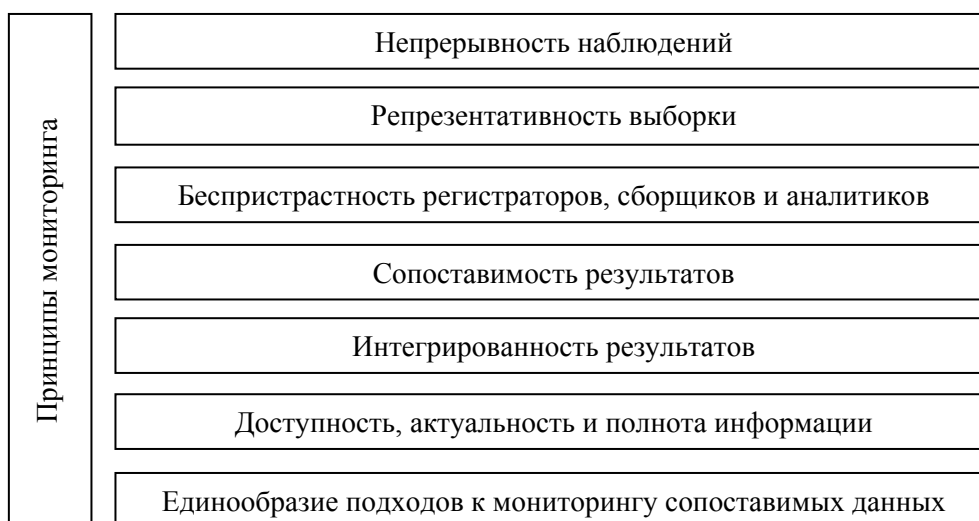 Принципы мониторинга
Непрерывность наблюдений
Репрезентативность выборки
Беспристрастность регистраторов, сборщиков и аналитиков
Сопоставимость результатов
Интегрированность результатов
Доступность, актуальность и полнота информации
Единообразие подходов к мониторингу сопоставимых данных